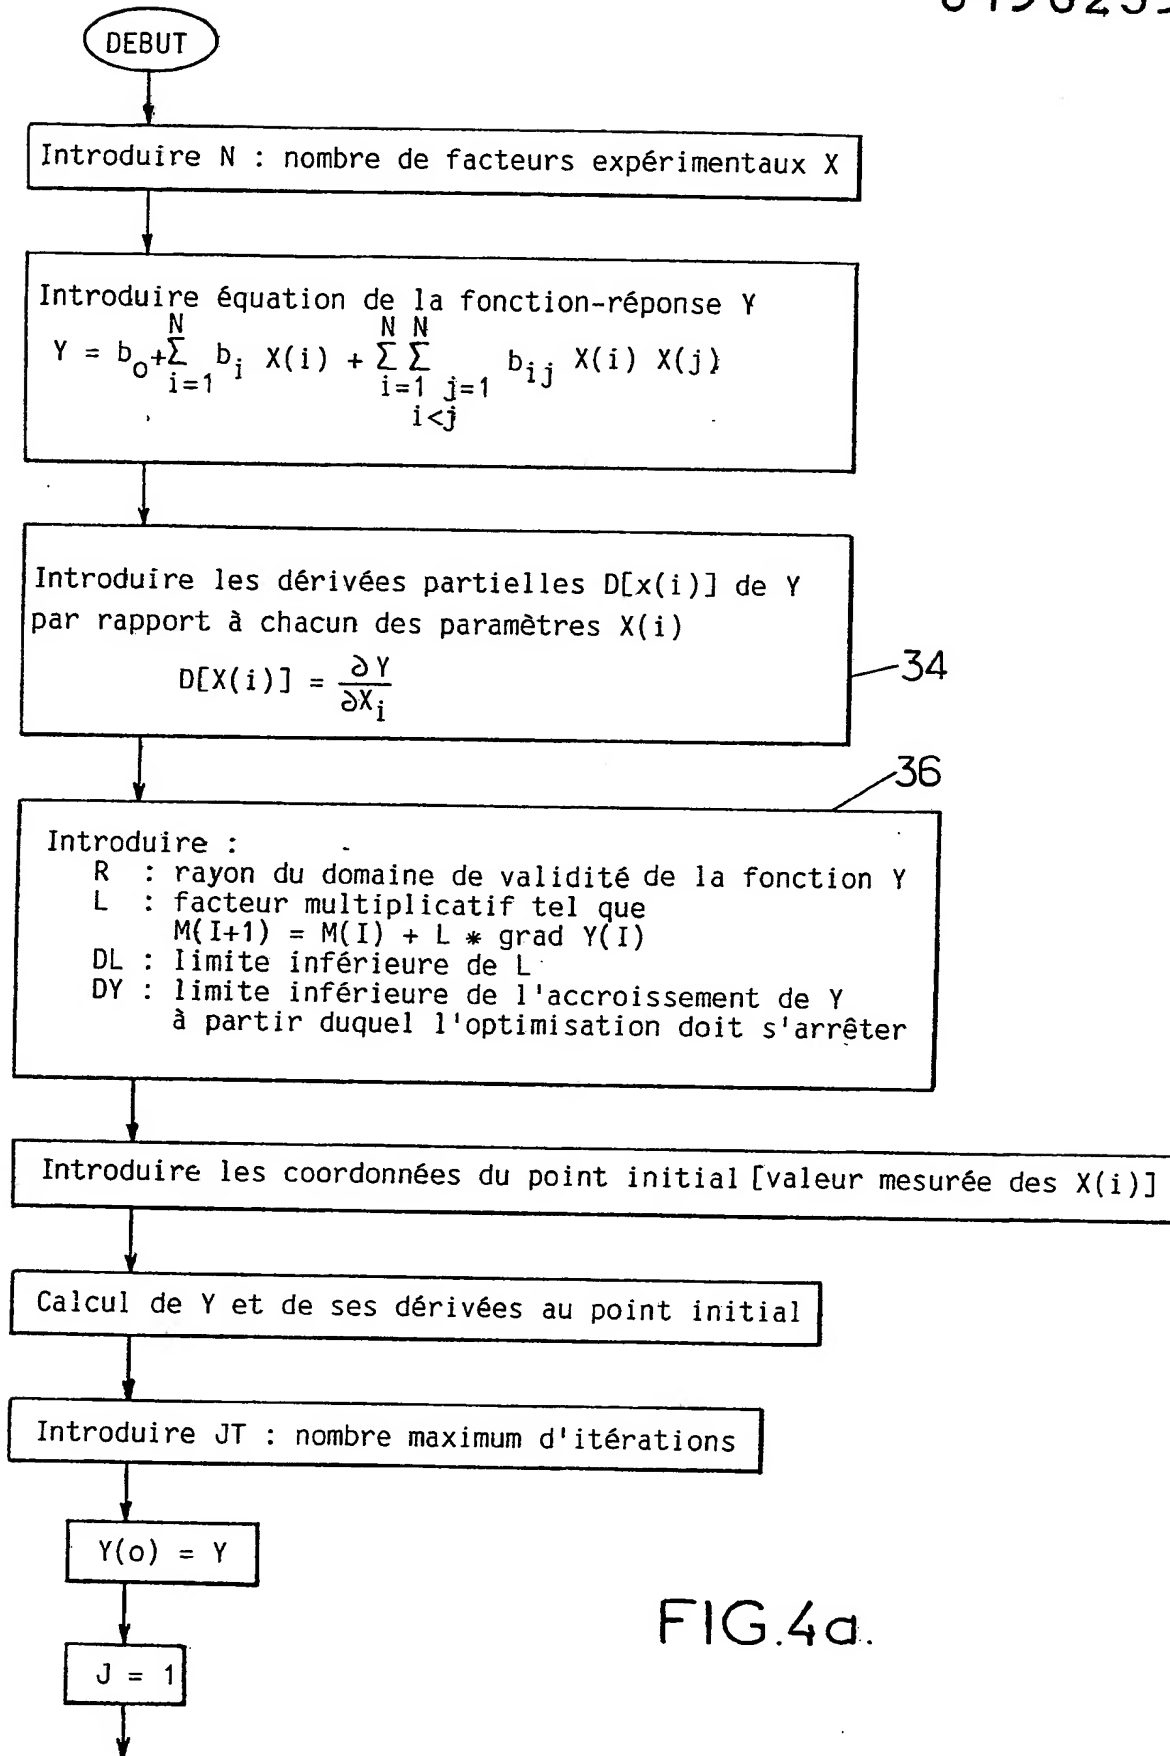 DEBUT
Introduire N : nombre de facteurs expérimentaux X
Introduire équation de la fonction-réponse Y
N N N
Y = b_o + Σ b_i X(i) + Σ Σ b_ij X(i) X(j)
i=1 i=1 j=1
i<j
Introduire les dérivées partielles D[x(i)] de Y
par rapport à chacun des paramètres X(i)
D[X(i)] = ∂Y/∂X_i
34
36
Introduire :
R : rayon du domaine de validité de la fonction Y
L : facteur multiplicatif tel que
M(I+1) = M(I) + L * grad Y(I)
DL : limite inférieure de L
DY : limite inférieure de l'accroissement de Y
à partir duquel l'optimisation doit s'arrêter
Introduire les coordonnées du point initial [valeur mesurée des X(i)]
Calcul de Y et de ses dérivées au point initial
Introduire JT : nombre maximum d'itérations
Y(o) = Y
J = 1
FIG.4a.